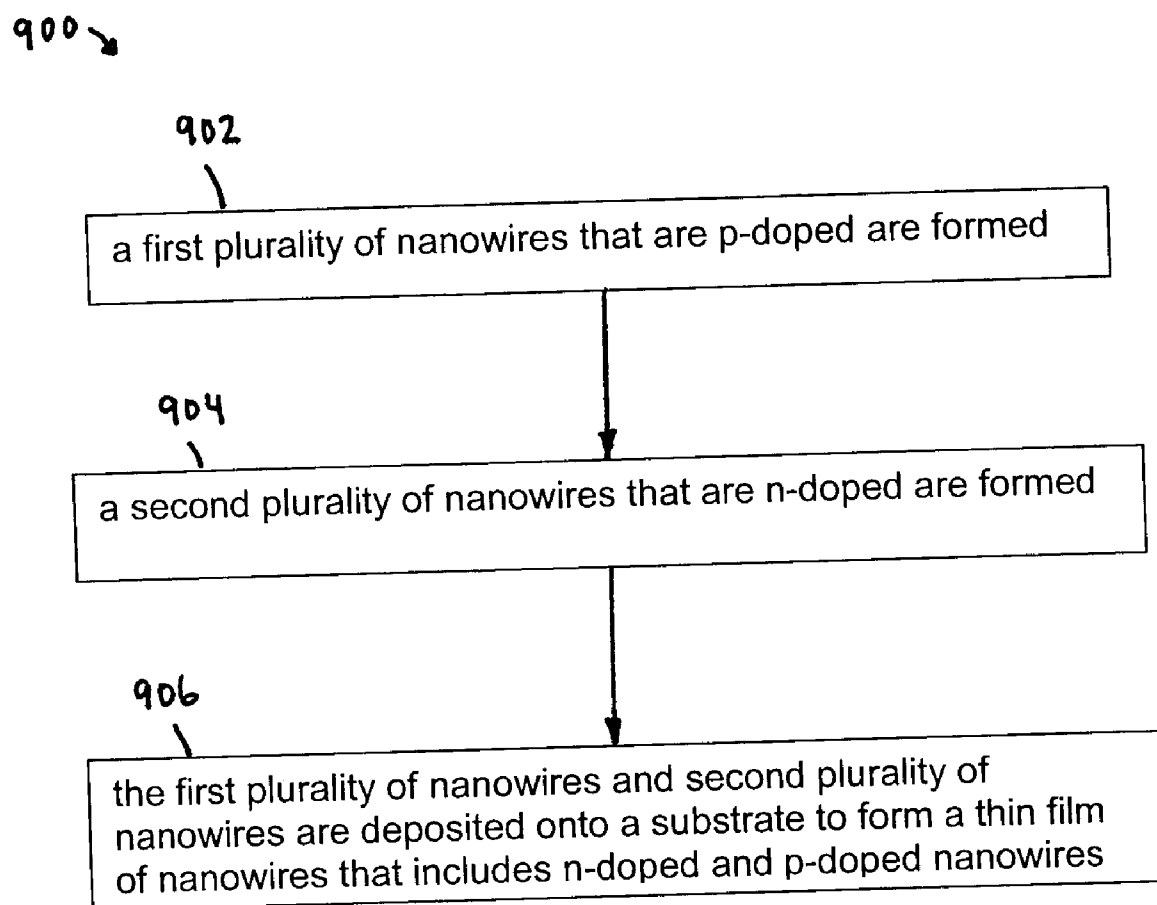 900
902
a first plurality of nanowires that are p-doped are formed
904
a second plurality of nanowires that are n-doped are formed
906
the first plurality of nanowires and second plurality of
nanowires are deposited onto a substrate to form a thin film
of nanowires that includes n-doped and p-doped nanowires